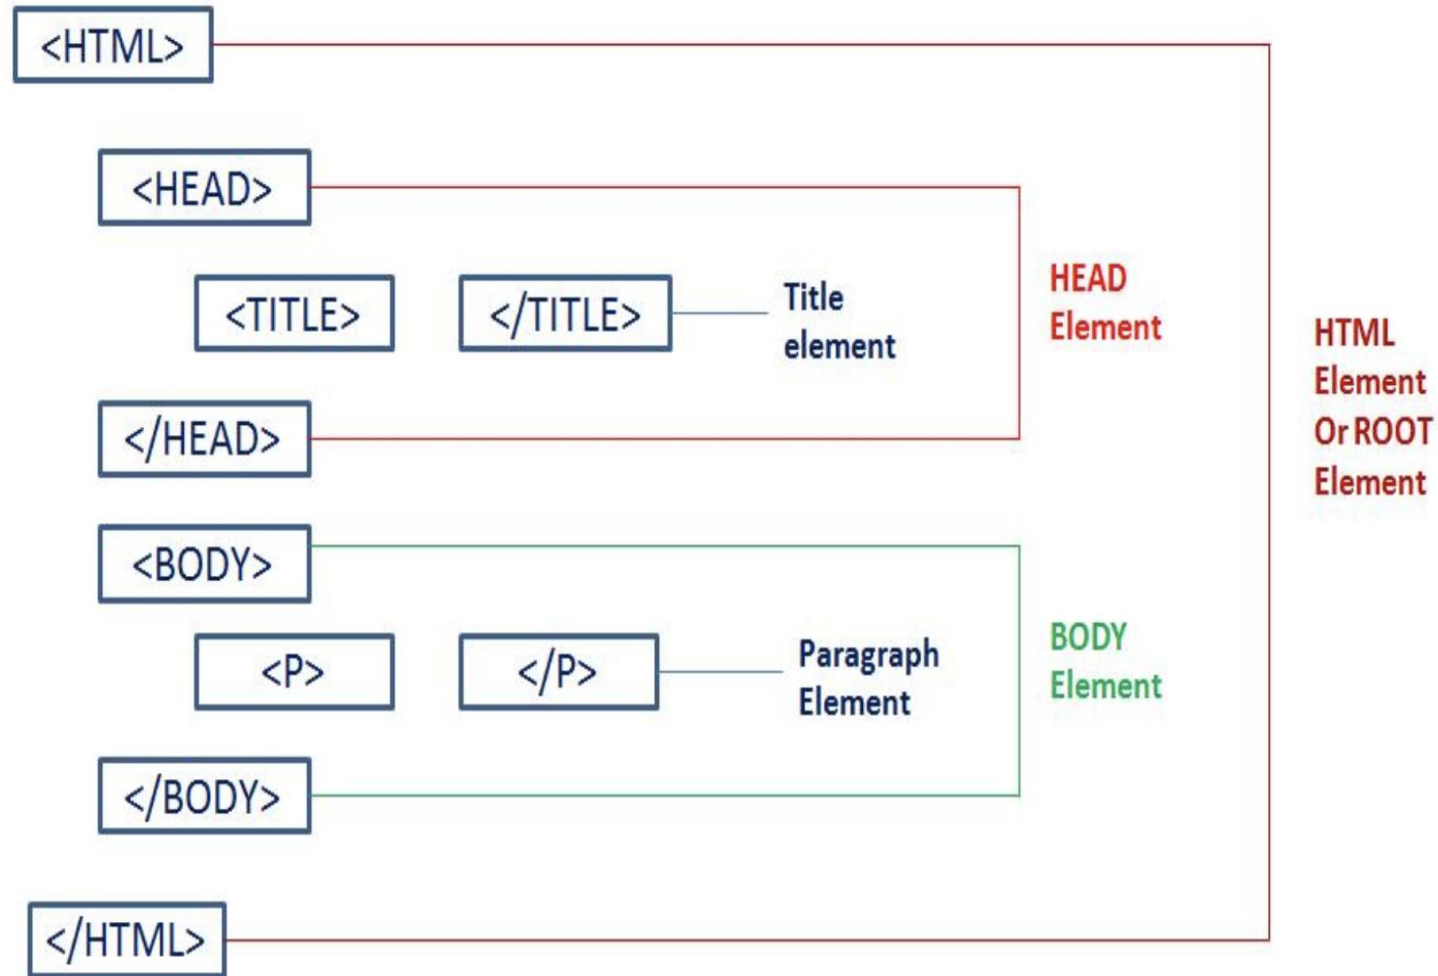 <HTML>
<HEAD>
<TITLE> </TITLE>
Title
element
</HEAD>
HEAD
Element
<BODY>
<P> </P>
Paragraph
Element
</BODY>
BODY
Element
</HTML>
HTML
Element
Or ROOT
Element